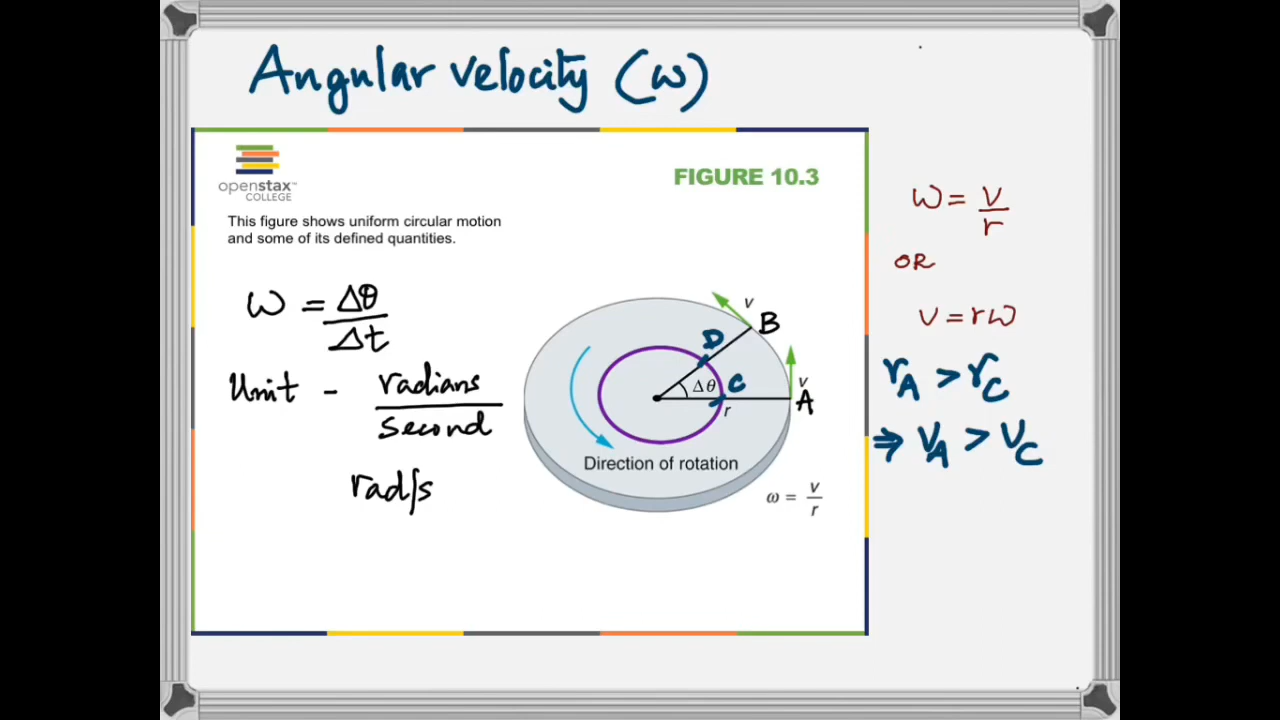 Angular velocity (ω)
openstax™
COLLEGE
FIGURE 10.3
This figure shows uniform circular motion
and some of its defined quantities.
ω = Δθ
Δt
Unit - radians
second
rad/s
v
B
D
Δθ
C
v
A
r
Direction of rotation
ω = v
r
ω = v
r
OR
v = rω
rA > rC
⇒ vA > vC